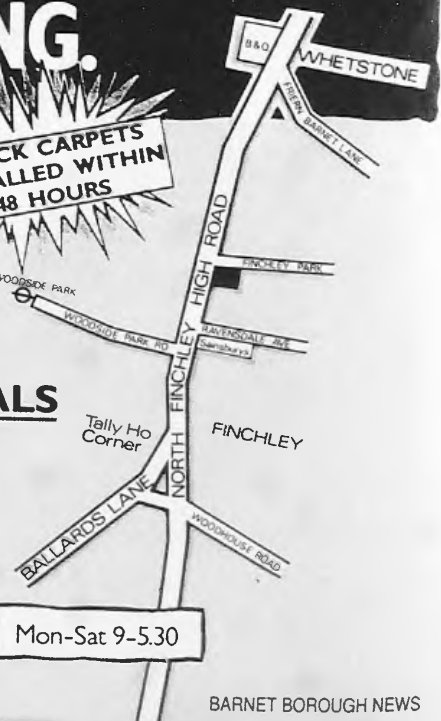 NG.
B&Q
WHETSTONE
FRIERN BARNET LANE
CK CARPETS
ALLED WITHIN
48 HOURS
NORTH FINCHLEY HIGH ROAD
FINCHLEY PARK
WOODSIDE PARK
WOODSIDE PARK RD
RAVENSDALE AVE
Sainsburys
ALS
Tally Ho
Corner
FINCHLEY
BALLARDS LANE
WOODHOUSE ROAD
Mon-Sat 9-5.30
BARNET BOROUGH NEWS